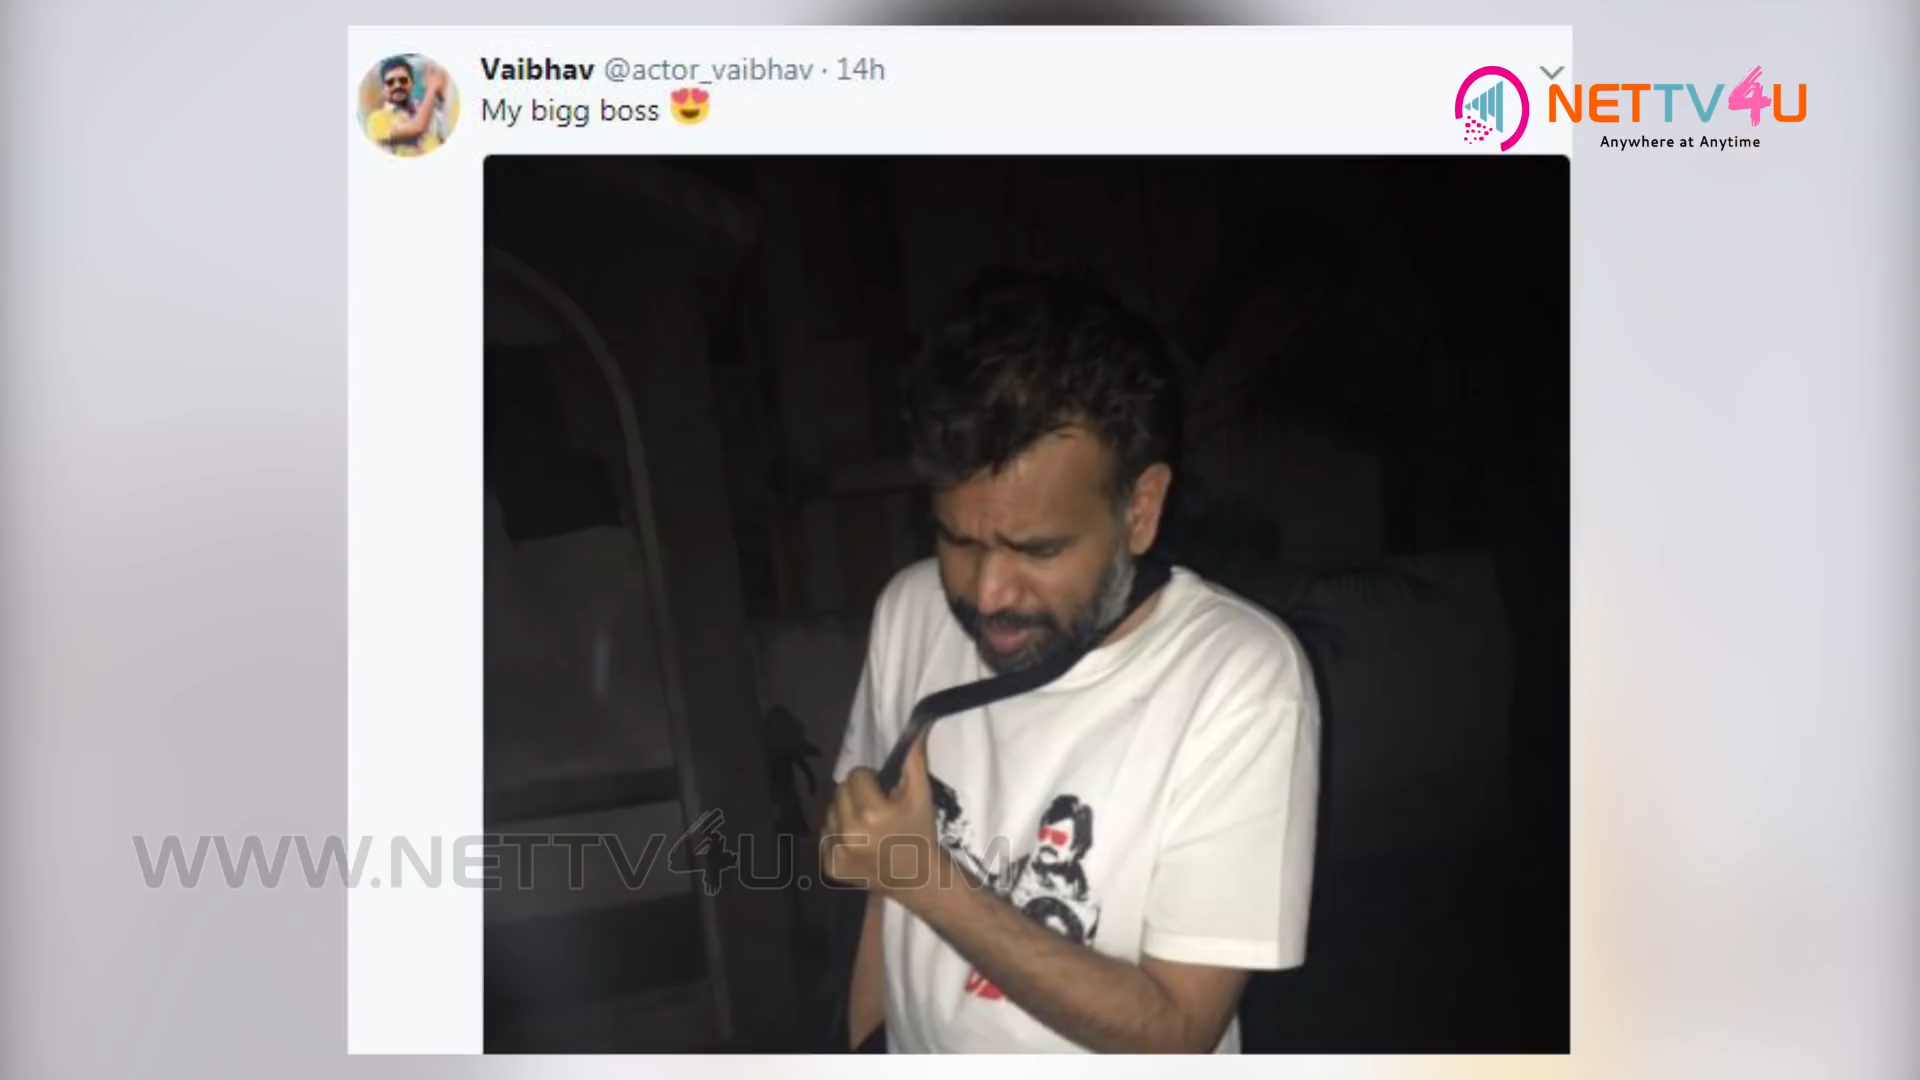 Vaibhav @actor_vaibhav · 14h
My bigg boss 😍
NETTV4U
Anywhere at Anytime
WWW.NETTV4U.COM